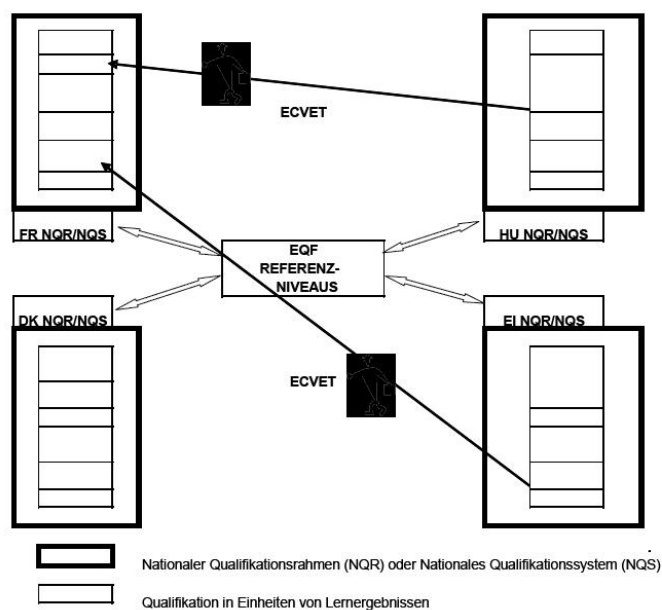 ECVET
FR NQR/NQS
HU NQR/NQS
EQF
REFERENZ-
NIVEAUS
DK NQR/NQS
EI NQR/NQS
ECVET
Nationaler Qualifikationsrahmen (NQR) oder Nationales Qualifikationssystem (NQS)
Qualifikation in Einheiten von Lernergebnissen